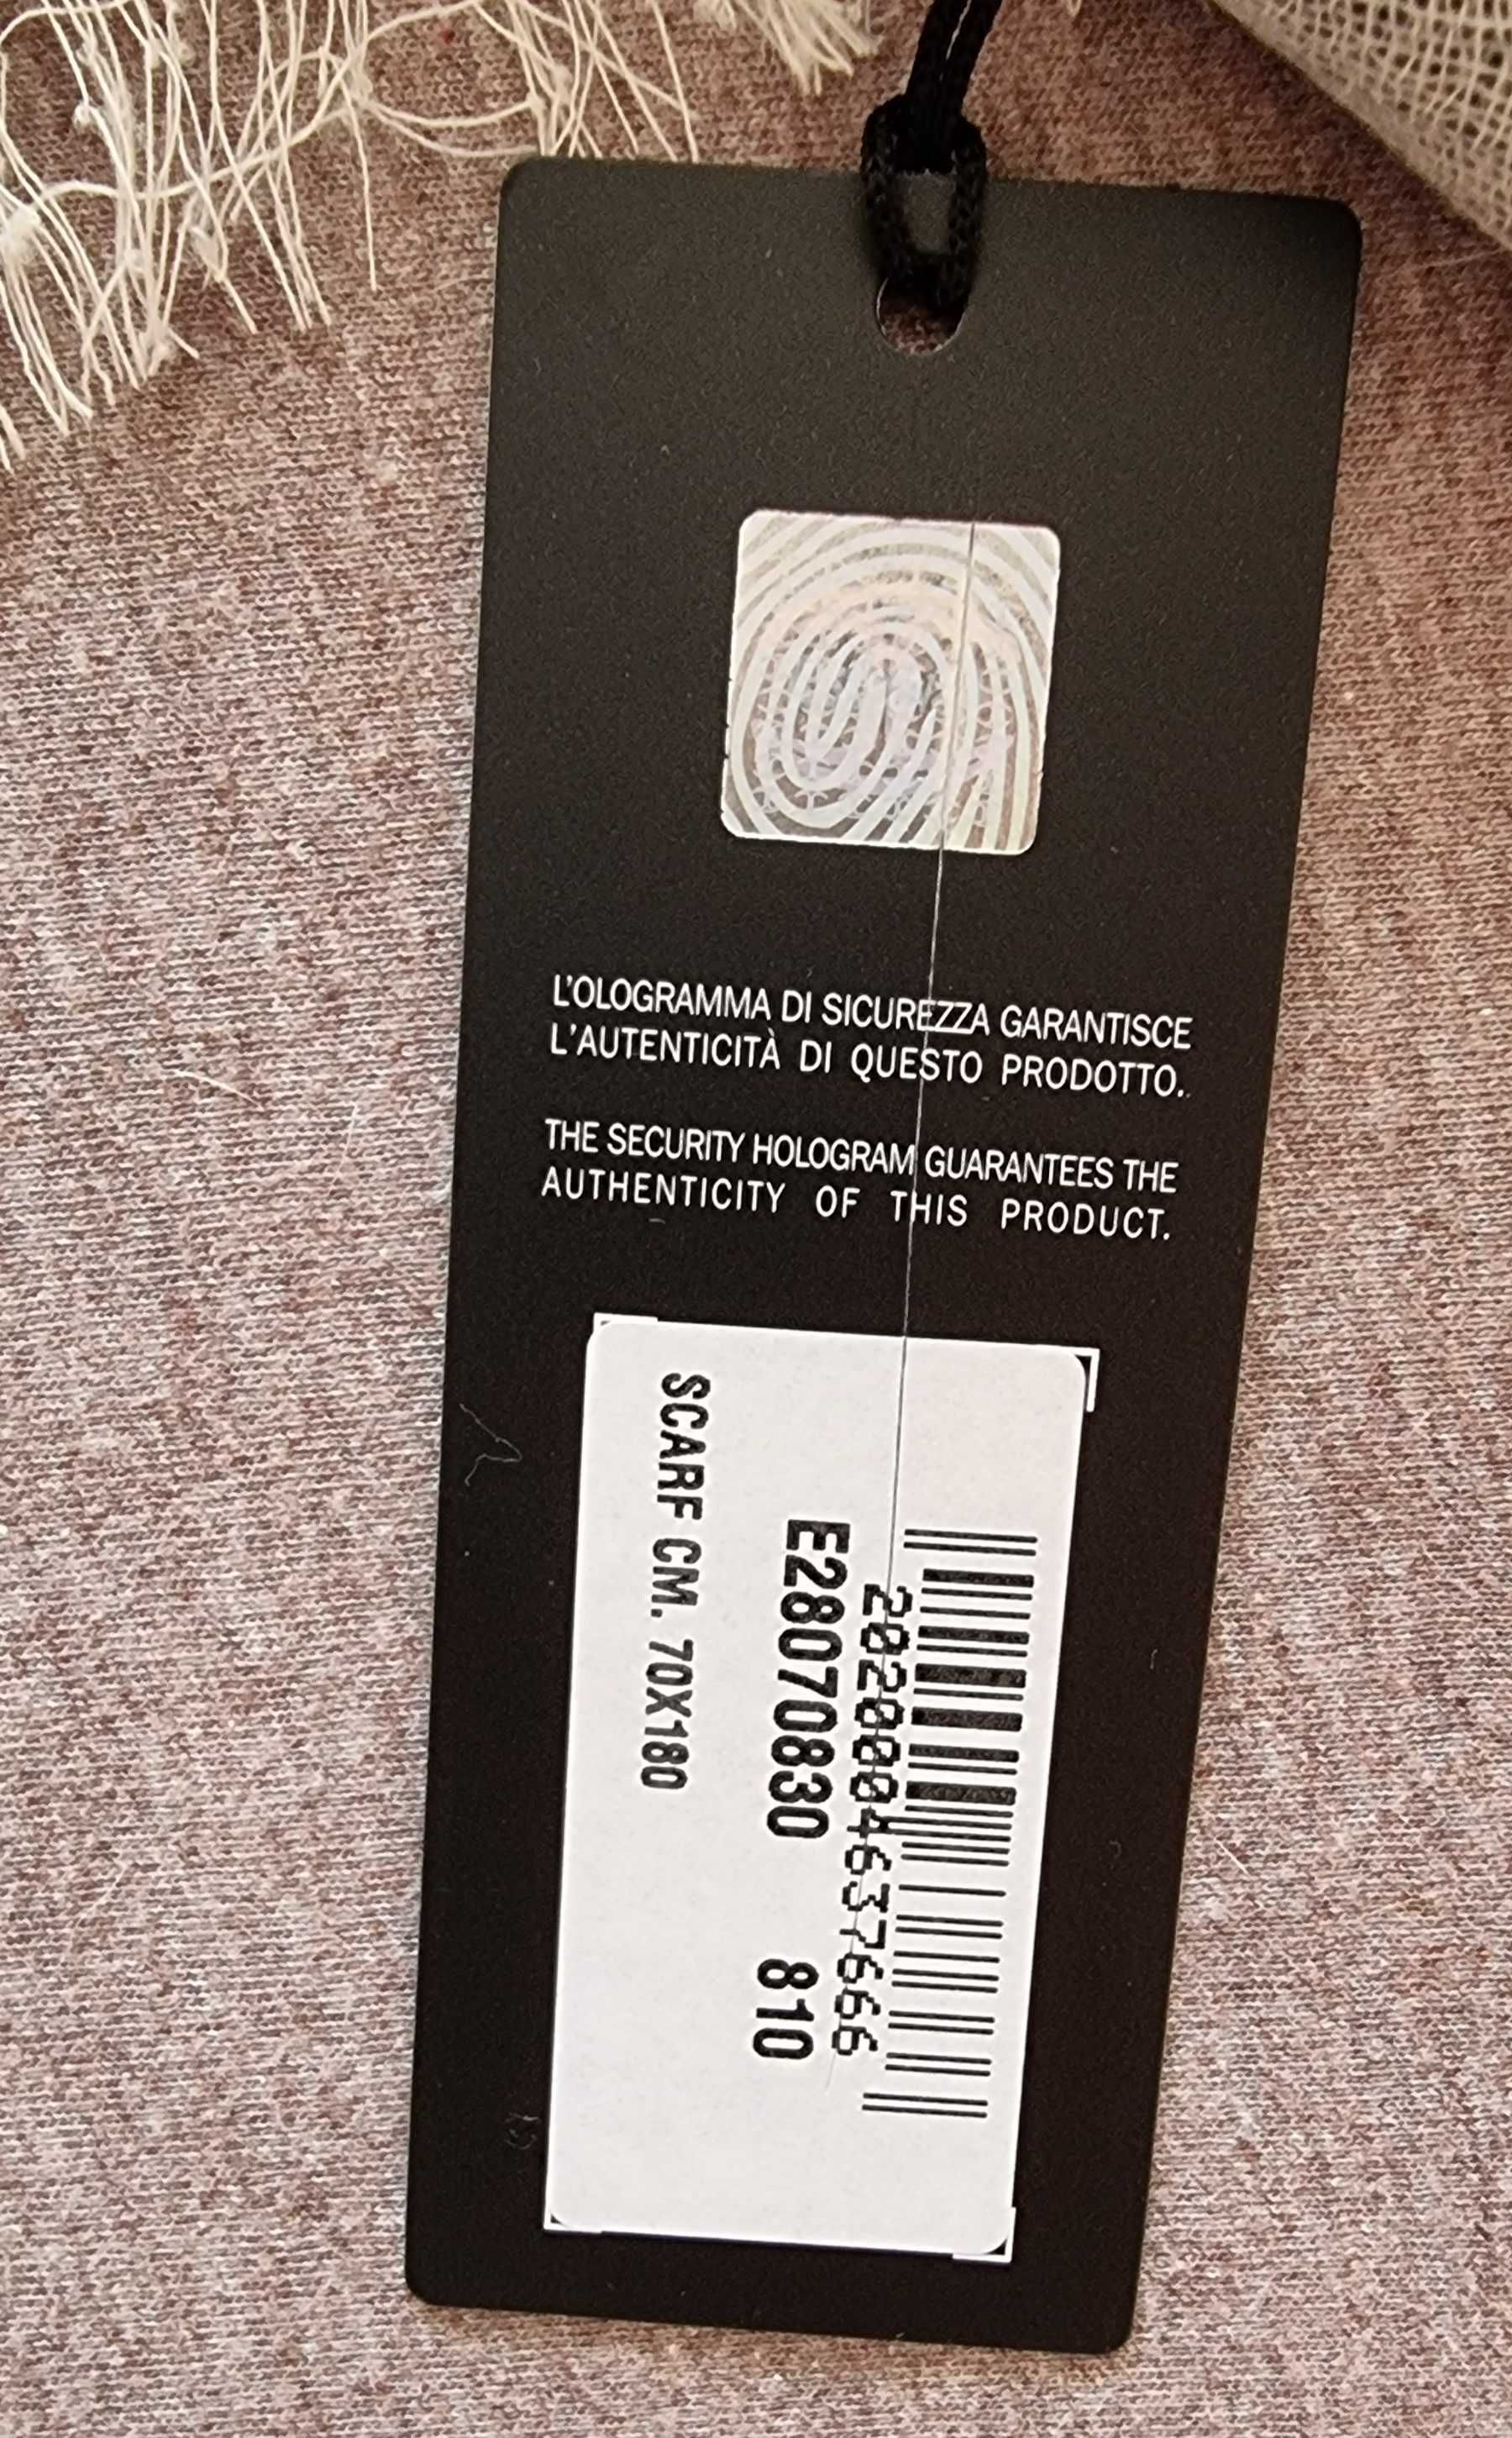 L'OLOGRAMMA DI SICUREZZA GARANTISCE
L'AUTENTICITÀ DI QUESTO PRODOTTO.
THE SECURITY HOLOGRAM GUARANTEES THE
AUTHENTICITY OF THIS PRODUCT.
2020004637666
E28070830 810
SCARF CM. 70X180